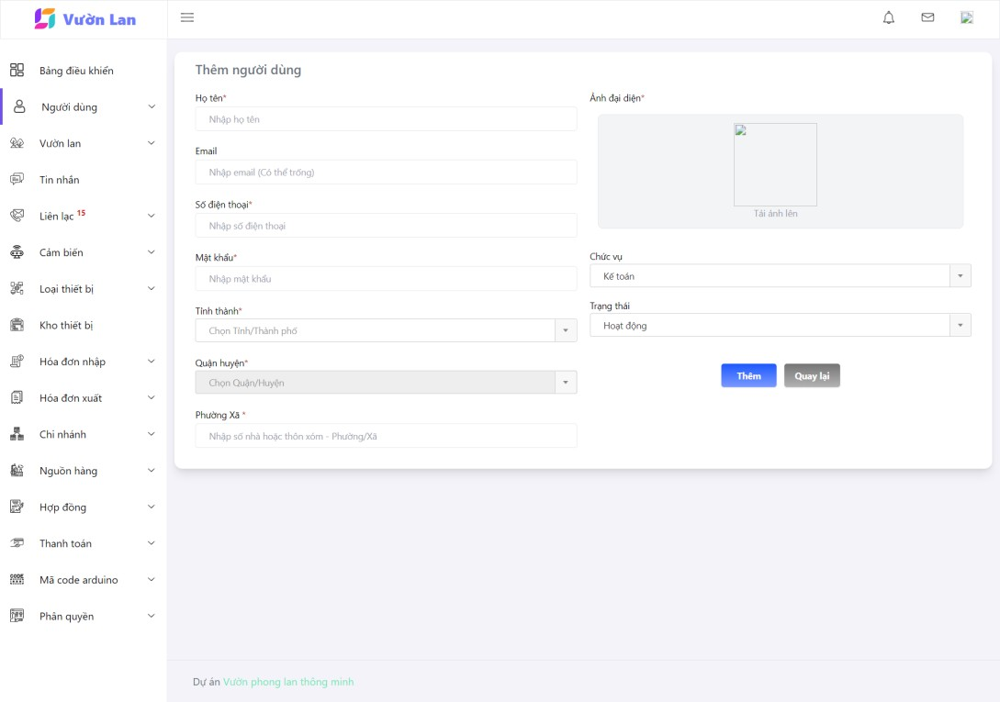 Vườn Lan
Bảng điều khiển
Người dùng
Vườn lan
Tin nhắn
Liên lạc 15
Cảm biến
Loại thiết bị
Kho thiết bị
Hóa đơn nhập
Hóa đơn xuất
Chi nhánh
Nguồn hàng
Hợp đồng
Thanh toán
Mã code arduino
Phân quyền
Thêm người dùng
Họ tên*
Nhập họ tên
Email
Nhập email (Có thể trống)
Số điện thoại*
Nhập số điện thoại
Mật khẩu*
Nhập mật khẩu
Tỉnh thành*
Chọn Tỉnh/Thành phố
Quận huyện*
Chọn Quận/Huyện
Phường Xã *
Nhập số nhà hoặc thôn xóm - Phường/Xã
Ảnh đại diện*
Tải ảnh lên
Chức vụ
Kế toán
Trạng thái
Hoạt động
Thêm
Quay lại
Dự án Vườn phong lan thông minh